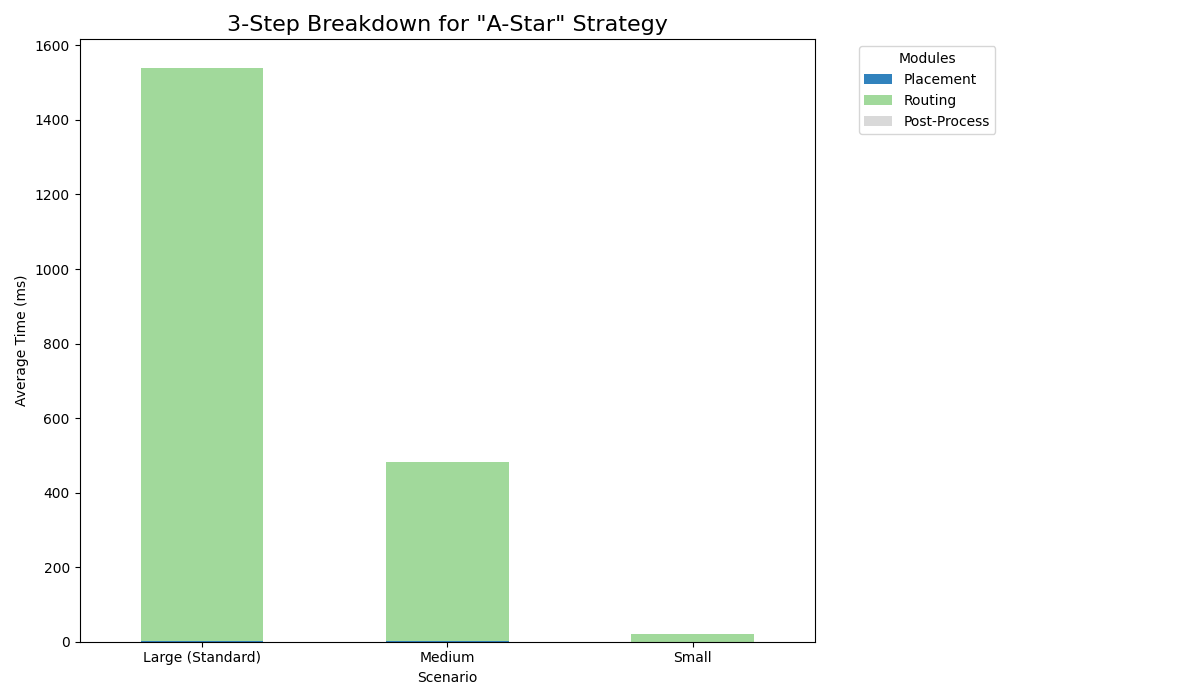 3-Step Breakdown for "A-Star" Strategy
1600
1400
1200
1000
800
600
400
200
0
Average Time (ms)
Large (Standard)
Medium
Small
Scenario
Modules
Placement
Routing
Post-Process